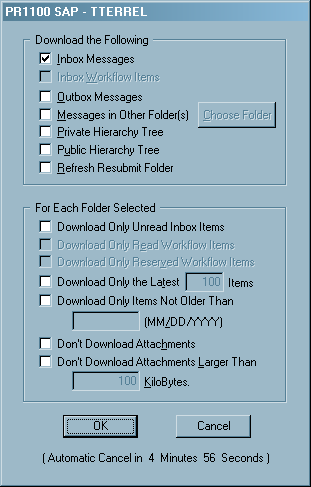 PR1100 SAP - TTERREL
Download the Following
Inbox Messages
Inbox Workflow Items
Outbox Messages
Messages in Other Folder(s) Choose Folder
Private Hierarchy Tree
Public Hierarchy Tree
Refresh Resubmit Folder
For Each Folder Selected
Download Only Unread Inbox Items
Download Only Read Workflow Items
Download Only Reserved Workflow Items
Download Only the Latest 100 Items
Download Only Items Not Older Than
(MM/DD/YYYY)
Don't Download Attachments
Don't Download Attachments Larger Than
100 KiloBytes.
OK Cancel
( Automatic Cancel in 4 Minutes 56 Seconds )